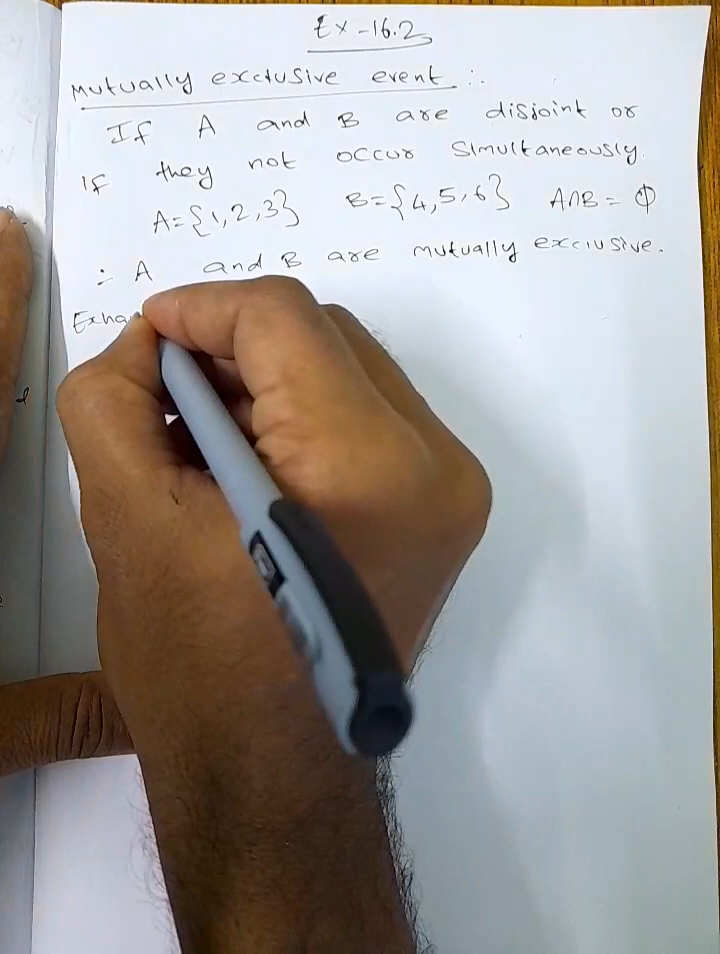 Ex-16.2
Mutually exclusive event :.
If A and B are disjoint or
If they not occur simultaneously.
A={1,2,3} B={4,5,6} A∩B = ϕ
∴ A and B are mutually exclusive.
Exha